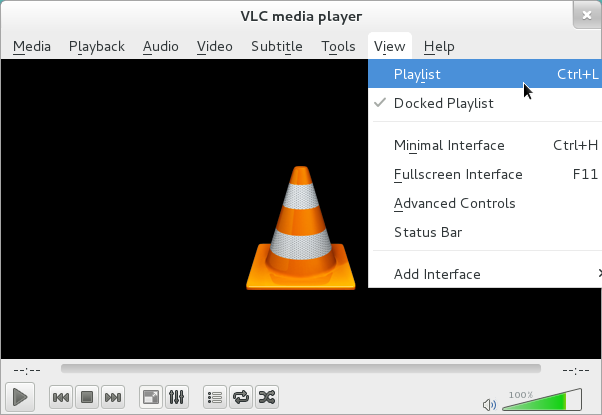 VLC media player
Media Playback Audio Video Subtitle Tools View Help
Playlist Ctrl+L
Docked Playlist
Minimal Interface Ctrl+H
Fullscreen Interface F11
Advanced Controls
Status Bar
Add Interface
--:-- --:--
100%